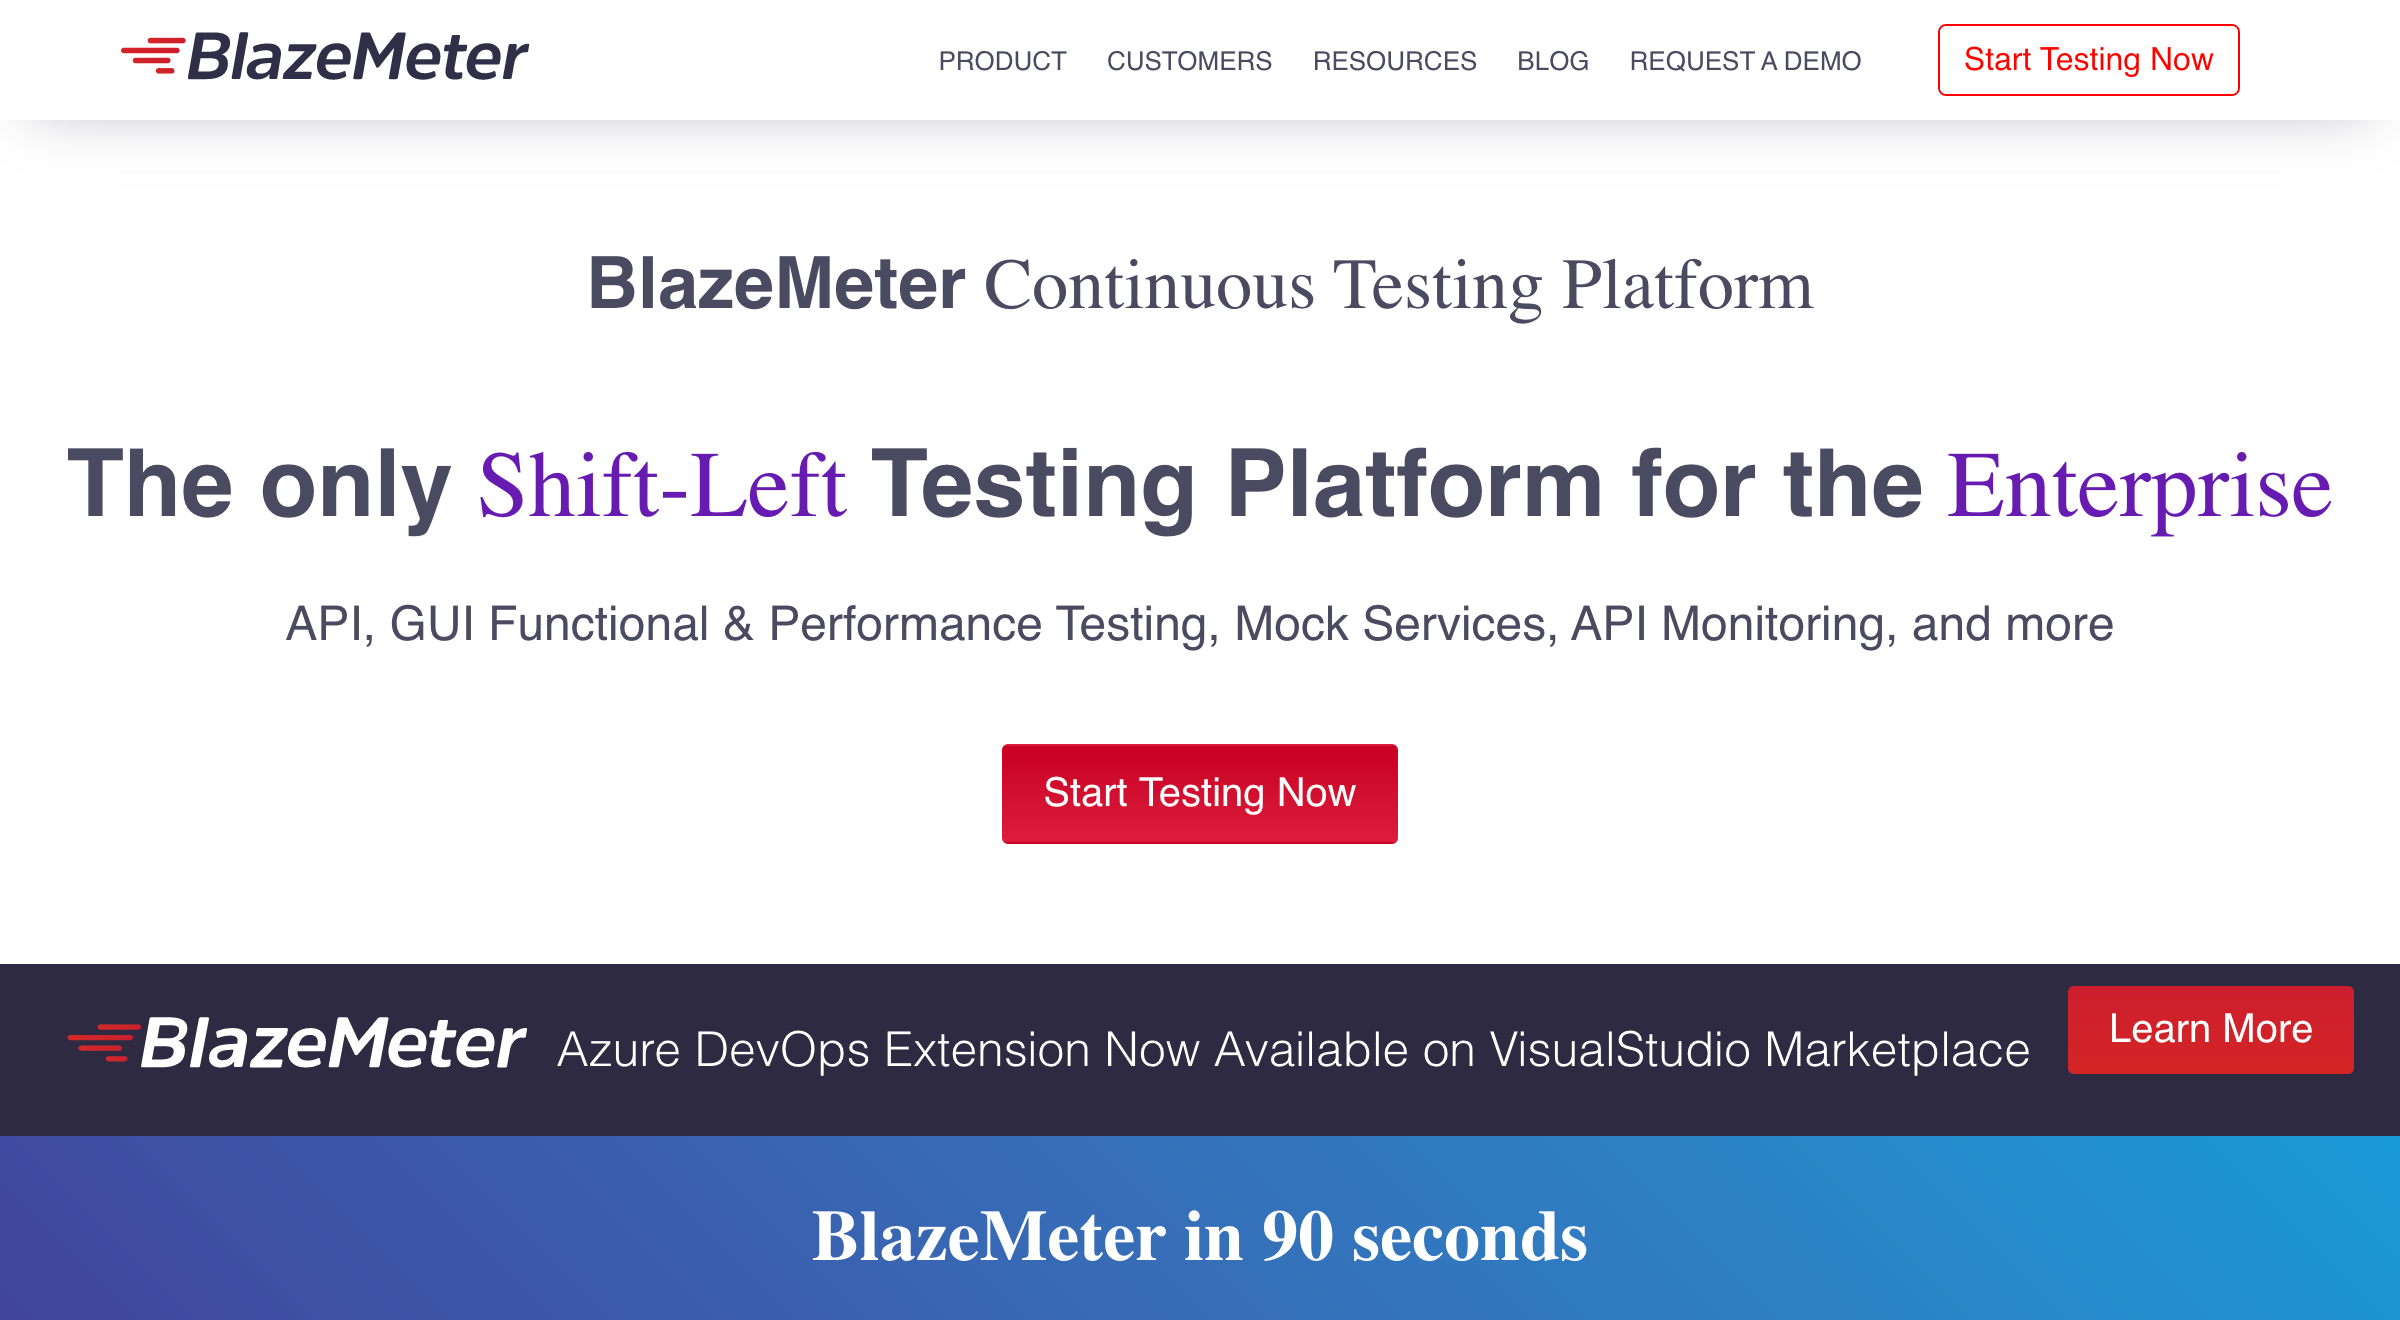 BlazeMeter
PRODUCT CUSTOMERS RESOURCES BLOG REQUEST A DEMO Start Testing Now
BlazeMeter Continuous Testing Platform
The only Shift-Left Testing Platform for the Enterprise
API, GUI Functional & Performance Testing, Mock Services, API Monitoring, and more
Start Testing Now
BlazeMeter Azure DevOps Extension Now Available on VisualStudio Marketplace Learn More
BlazeMeter in 90 seconds